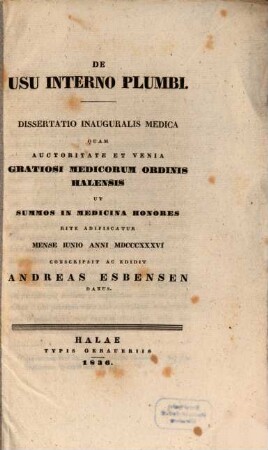 DE
USU INTERNO PLUMBI.
DISSERTATIO INAUGURALIS MEDICA
QUAM
AUCTORITATE ET VENIA
GRATIOSI MEDICORUM ORDINIS
HALENSIS
UT
SUMMOS IN MEDICINA HONORES
RITE ADIPISCATUR
MENSE IUNIO ANNI MDCCCXXXVI
CONSCRIPSIT AC EDIDIT
ANDREAS ESBENSEN
DANUS.
HALAE
TYPIS GEBAUERIIS
1836.